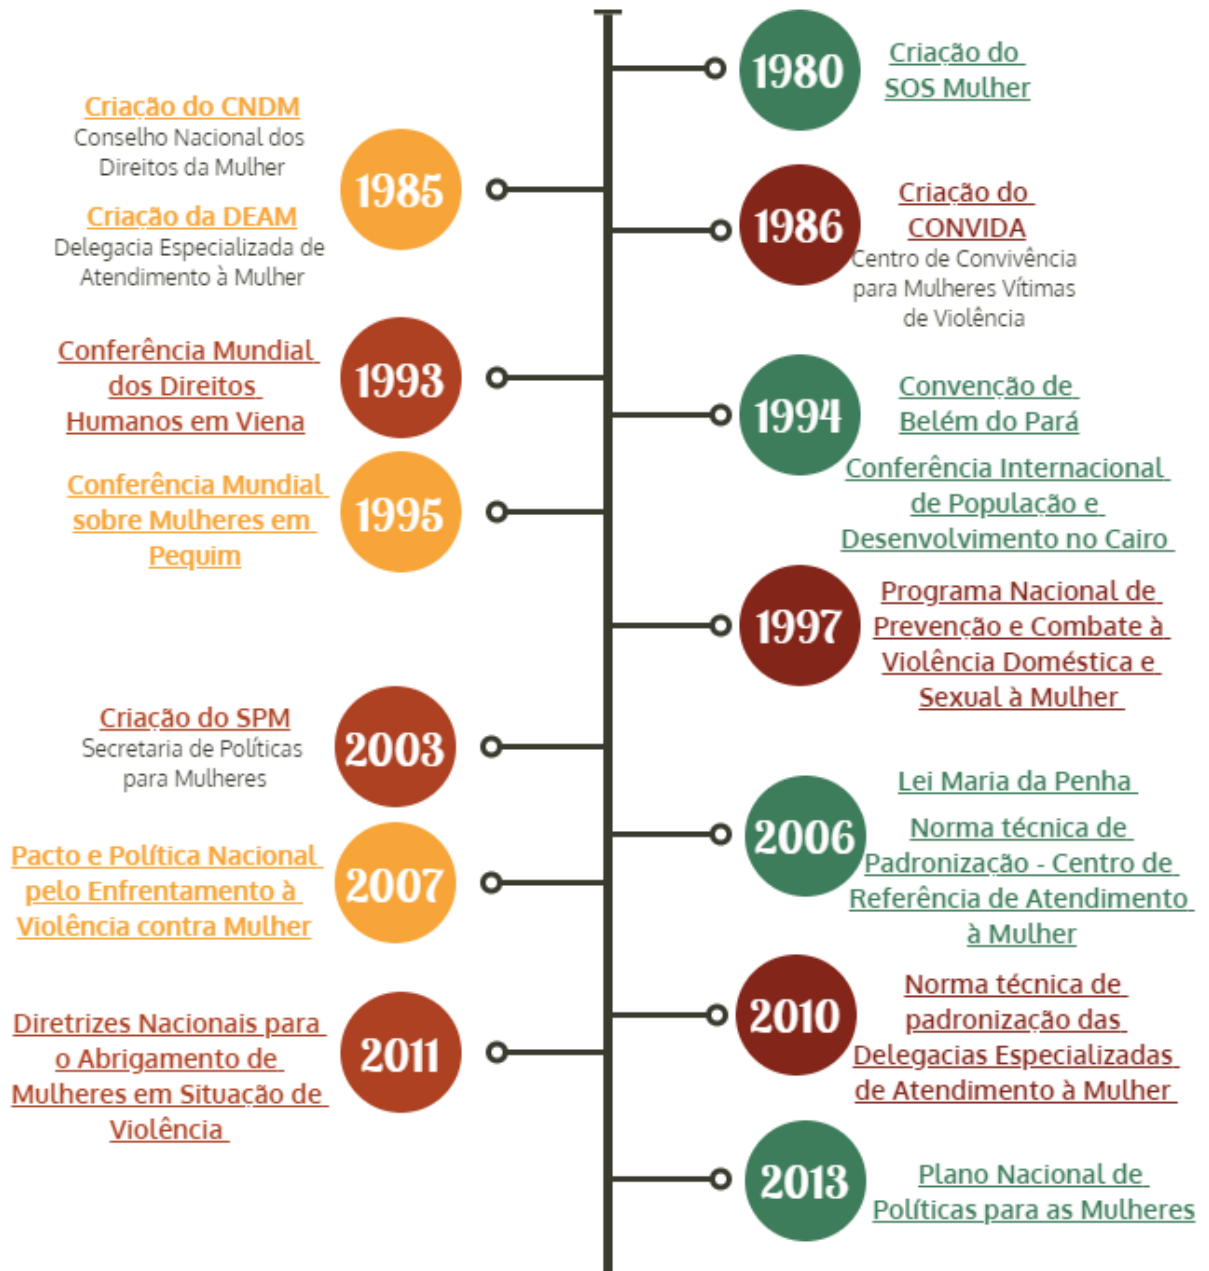 1980
Criação do
SOS Mulher
Criação do CNDM
Conselho Nacional dos
Direitos da Mulher
1985
Criação da DEAM
Delegacia Especializada de
Atendimento à Mulher
1986
Criação do
CONVIDA
Centro de Convivência
para Mulheres Vítimas
de Violência
Conferência Mundial
dos Direitos
Humanos em Viena
1993
1994
Convenção de
Belém do Pará
Conferência Internacional
de População e
Desenvolvimento no Cairo
Conferência Mundial
sobre Mulheres em
Pequim
1995
1997
Programa Nacional de
Prevenção e Combate à
Violência Doméstica e
Sexual à Mulher
Criação do SPM
Secretaria de Políticas
para Mulheres
2003
2006
Lei Maria da Penha
Norma técnica de
Padronização - Centro de
Referência de Atendimento
à Mulher
Pacto e Política Nacional
pelo Enfrentamento à
Violência contra Mulher
2007
2010
Norma técnica de
padronização das
Delegacias Especializadas
de Atendimento à Mulher
Diretrizes Nacionais para
o Abrigamento de
Mulheres em Situação de
Violência
2011
2013
Plano Nacional de
Políticas para as Mulheres